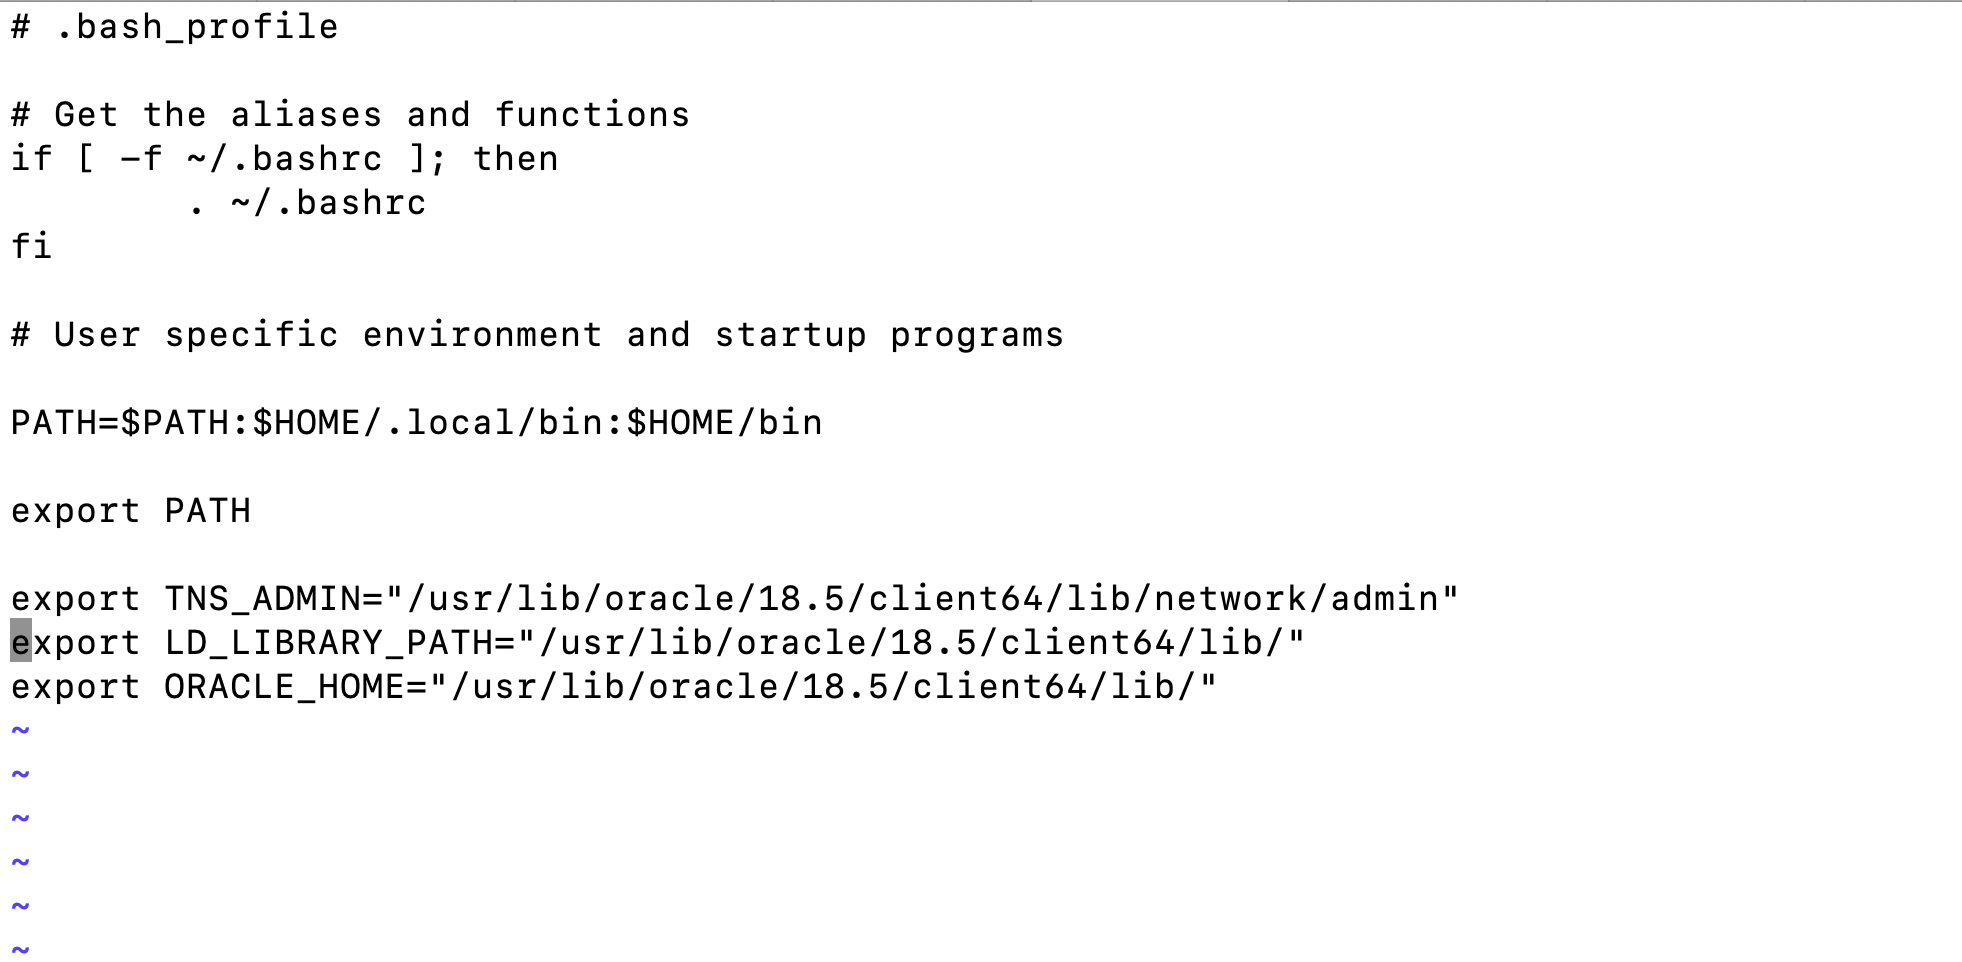 # .bash_profile

# Get the aliases and functions
if [ -f ~/.bashrc ]; then
        . ~/.bashrc
fi

# User specific environment and startup programs

PATH=$PATH:$HOME/.local/bin:$HOME/bin

export PATH

export TNS_ADMIN="/usr/lib/oracle/18.5/client64/lib/network/admin"
export LD_LIBRARY_PATH="/usr/lib/oracle/18.5/client64/lib/"
export ORACLE_HOME="/usr/lib/oracle/18.5/client64/lib/"
~
~
~
~
~
~